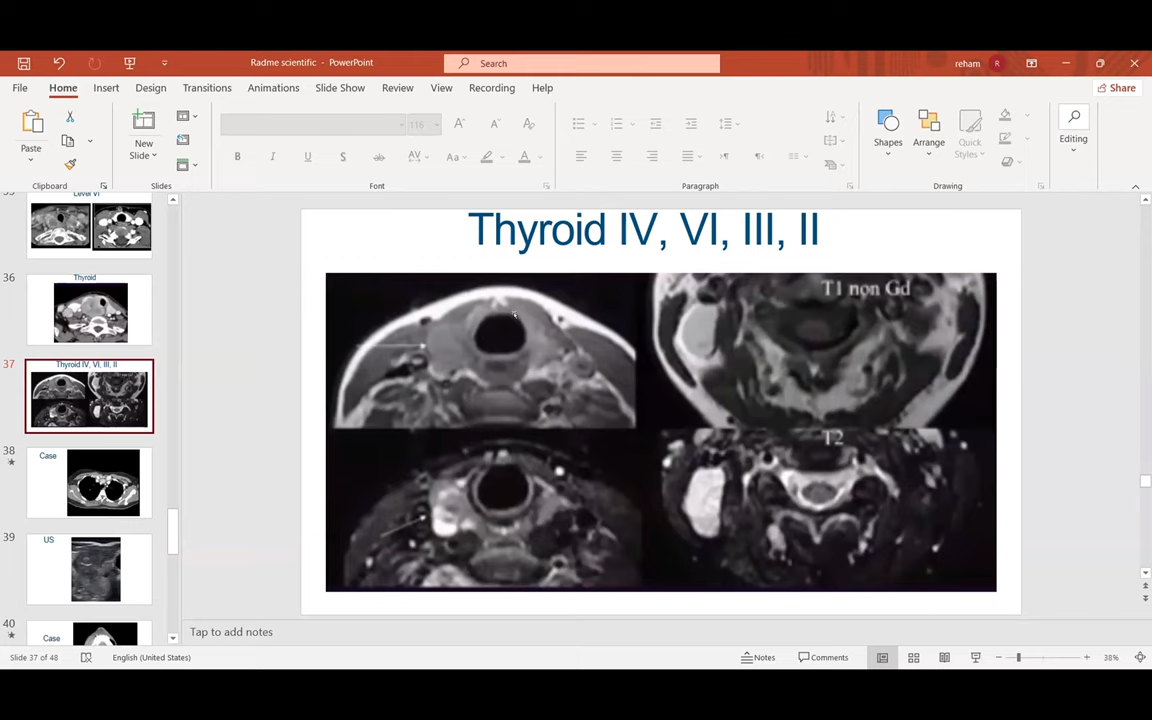 Radme scientific - PowerPoint
Search
reham
R
File
Home
Insert
Design
Transitions
Animations
Slide Show
Review
View
Recording
Help
Share
Paste
New
Slide
116
Shapes
Arrange
Quick
Styles
Editing
Clipboard
Slides
Font
Paragraph
Drawing
Level VI
36
Thyroid
37
Thyroid IV, VI, III, II
38
Case
39
US
40
Case
Thyroid IV, VI, III, II
T1 non Gd
T2
Tap to add notes
Slide 37 of 48
English (United States)
Notes
Comments
38%